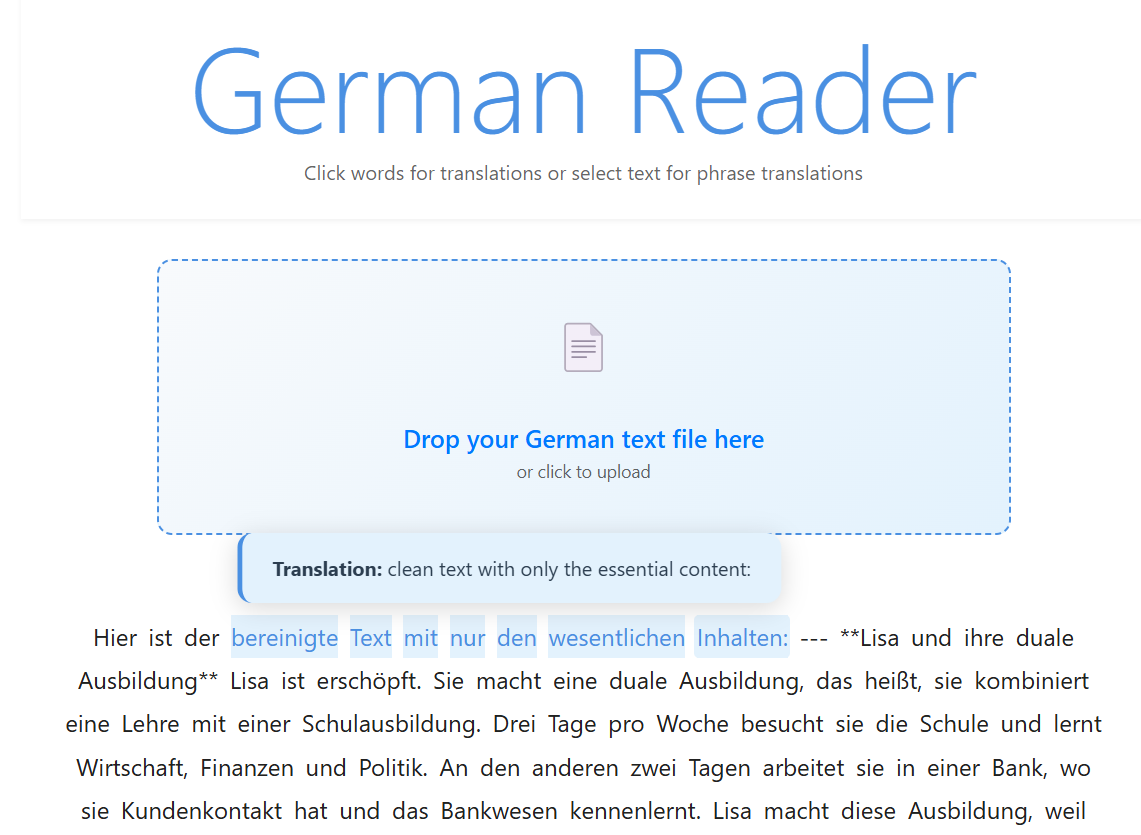 German Reader
Click words for translations or select text for phrase translations
Drop your German text file here
or click to upload
Translation: clean text with only the essential content:
Hier ist der bereinigte Text mit nur den wesentlichen Inhalten: --- **Lisa und ihre duale
Ausbildung** Lisa ist erschöpft. Sie macht eine duale Ausbildung, das heißt, sie kombiniert
eine Lehre mit einer Schulausbildung. Drei Tage pro Woche besucht sie die Schule und lernt
Wirtschaft, Finanzen und Politik. An den anderen zwei Tagen arbeitet sie in einer Bank, wo
sie Kundenkontakt hat und das Bankwesen kennenlernt. Lisa macht diese Ausbildung, weil